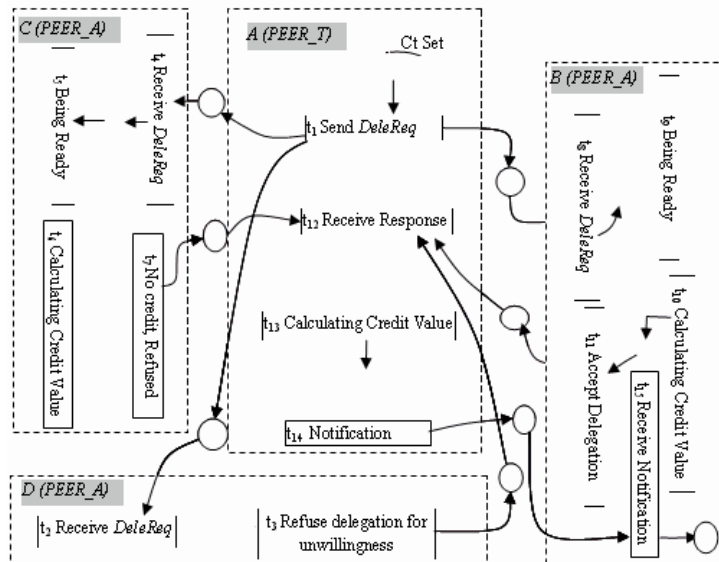 C (PEER_A)
t5 Being Ready
t4 Receive DeleReq
t6 Calculating Credit Value
t7 No credit, Refused
A (PEER_T)
Ct Set
t1 Send DeleReq
t12 Receive Response
t13 Calculating Credit Value
t14 Notification
B (PEER_A)
t9 Being Ready
t8 Receive DeleReq
t10 Calculating Credit Value
t11 Accept Delegation
t15 Receive Notification
D (PEER_A)
t2 Receive DeleReq
t3 Refuse delegation for
unwillingness